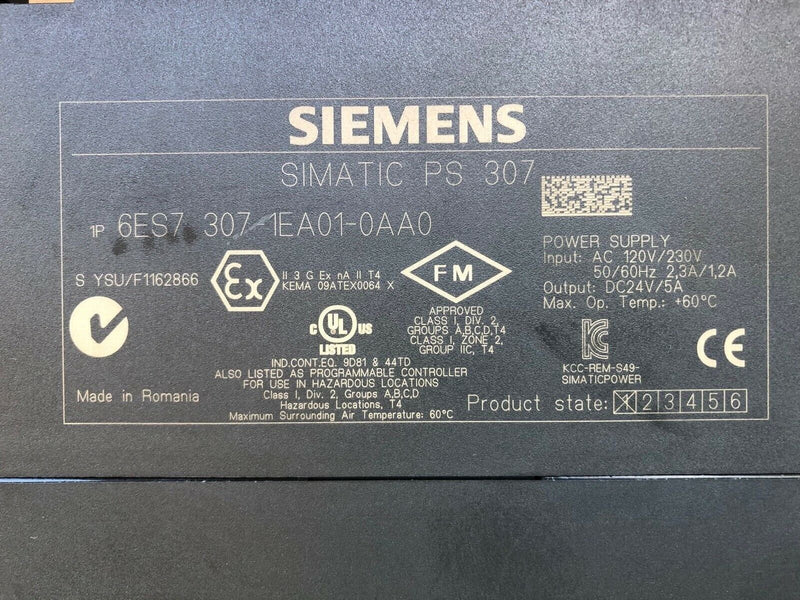 SIEMENS
SIMATIC PS 307
1P 6ES7 307-1EA01-0AA0
S YSU/F1162866
Ex
II 3 G Ex nA II T4
KEMA 09ATEX0064 X
FM
APPROVED
CLASS I, DIV. 2,
GROUPS A,B,C,D,T4
CLASS I, ZONE 2,
GROUP IIC, T4
POWER SUPPLY
Input: AC 120V/230V
50/60Hz 2,3A/1,2A
Output: DC24V/5A
Max. Op. Temp.: +60°C
C UL US
LISTED
IND.CONT.EQ. 9D81 & 44TD
ALSO LISTED AS PROGRAMMABLE CONTROLLER
FOR USE IN HAZARDOUS LOCATIONS
Class I, Div. 2, Groups A,B,C,D
Hazardous Locations, T4
Maximum Surrounding Air Temperature: 60°C
KCC-REM-S49-
SIMATICPOWER
CE
Made in Romania
Product state: 1 2 3 4 5 6